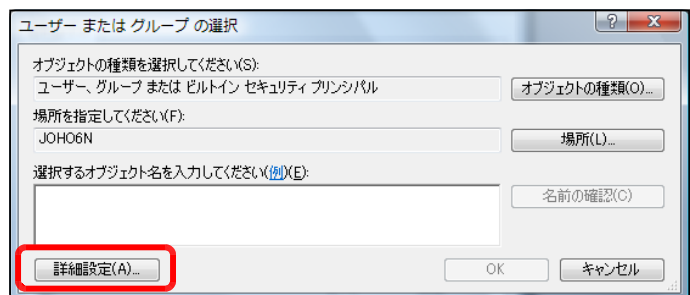 ユーザー または グループ の選択
オブジェクトの種類を選択してください(S):
ユーザー、グループ または ビルトイン セキュリティ プリンシパル
オブジェクトの種類(O)...
場所を指定してください(F):
JOHO6N
場所(L)...
選択するオブジェクト名を入力してください(例)(E):
名前の確認(C)
詳細設定(A)...
OK
キャンセル